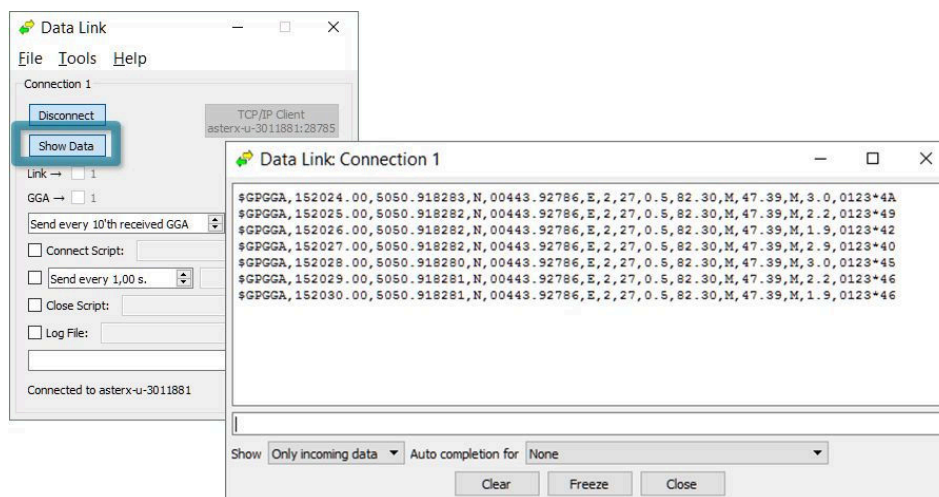 Data Link
File Tools Help
Connection 1
Disconnect
TCP/IP Client
asterx-u-3011881:28785
Show Data
Link → 1
GGA → 1
Send every 10'th received GGA
Connect Script:
Send every 1,00 s.
Close Script:
Log File:
Connected to asterx-u-3011881
Data Link: Connection 1
$GPGGA,152024.00,5050.918283,N,00443.92786,E,2,27,0.5,82.30,M,47.39,M,3.0,0123*4A
$GPGGA,152025.00,5050.918282,N,00443.92786,E,2,27,0.5,82.30,M,47.39,M,2.2,0123*49
$GPGGA,152026.00,5050.918282,N,00443.92786,E,2,27,0.5,82.30,M,47.39,M,1.9,0123*42
$GPGGA,152027.00,5050.918282,N,00443.92786,E,2,27,0.5,82.30,M,47.39,M,2.9,0123*40
$GPGGA,152028.00,5050.918280,N,00443.92786,E,2,27,0.5,82.30,M,47.39,M,3.0,0123*45
$GPGGA,152029.00,5050.918281,N,00443.92786,E,2,27,0.5,82.30,M,47.39,M,2.2,0123*46
$GPGGA,152030.00,5050.918281,N,00443.92786,E,2,27,0.5,82.30,M,47.39,M,1.9,0123*46
Show Only incoming data Auto completion for None
Clear Freeze Close